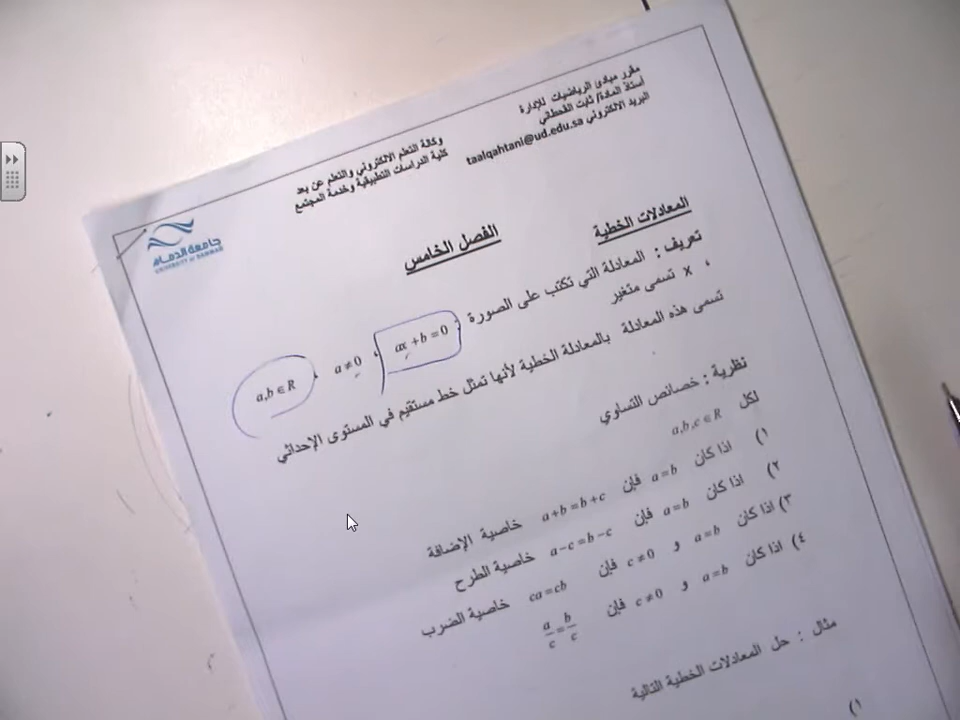 مقرر مبادئ الرياضيات للإدارة
أستاذ المادة/ ثابت القحطاني
البريد الالكتروني taalqahtani@ud.edu.sa
وكالة التعلم الالكتروني والتعلم عن بعد
كلية الدراسات التطبيقية وخدمة المجتمع
جامعة الدمام
UNIVERSITY OF DAMMAM
الفصل الخامس
المعادلات الخطية
تعريف : المعادلة التي تكتب على الصورة ax + b = 0 ، a ≠ 0 ، a,b ∈ R
، x تسمى متغير
تسمى هذه المعادلة بالمعادلة الخطية لأنها تمثل خط مستقيم في المستوى الإحداثي
نظرية : خصائص التساوي
لكل a,b,c ∈ R
١) اذا كان a = b فإن a + b = b + c خاصية الإضافة
٢) اذا كان a = b فإن a − c = b − c خاصية الطرح
٣) اذا كان a = b و c ≠ 0 فإن ca = cb خاصية الضرب
٤) اذا كان a = b و c ≠ 0 فإن a/c = b/c
مثال : حل المعادلات الخطية التالية
١)